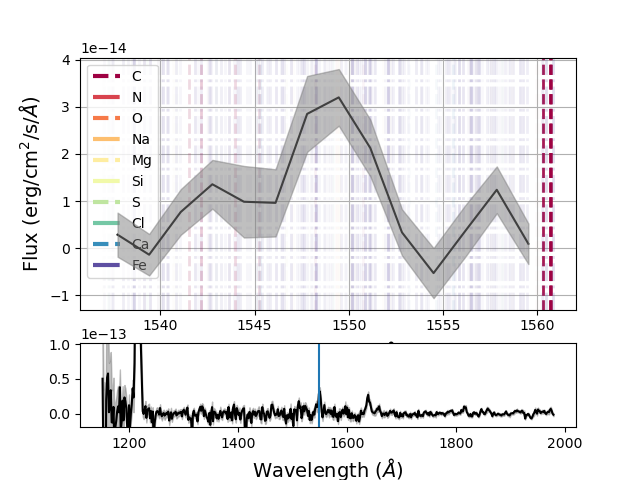 1e−14
Flux (erg/cm²/s/Å)
4
3
2
1
0
−1
C
N
O
Na
Mg
Si
S
Cl
Ca
Fe
1540 1545 1550 1555 1560
1e−13
1.0
0.5
0.0
1200 1400 1600 1800 2000
Wavelength (Å)